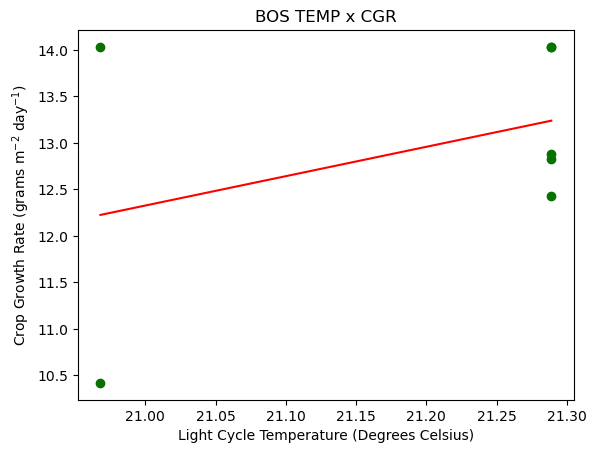 BOS TEMP x CGR
14.0
13.5
13.0
12.5
12.0
11.5
11.0
10.5
Crop Growth Rate (grams m⁻² day⁻¹)
21.00 21.05 21.10 21.15 21.20 21.25 21.30
Light Cycle Temperature (Degrees Celsius)